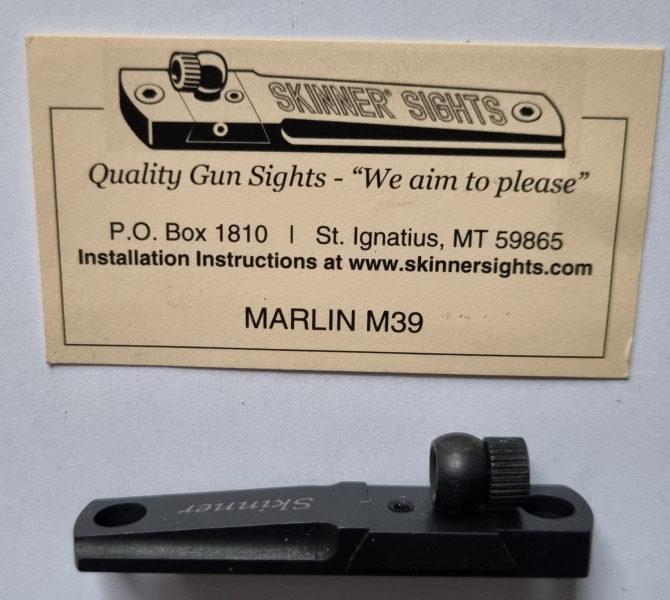 SKINNER® SIGHTS
Quality Gun Sights - “We aim to please”
P.O. Box 1810 | St. Ignatius, MT 59865
Installation Instructions at www.skinnersights.com
MARLIN M39
Skinner